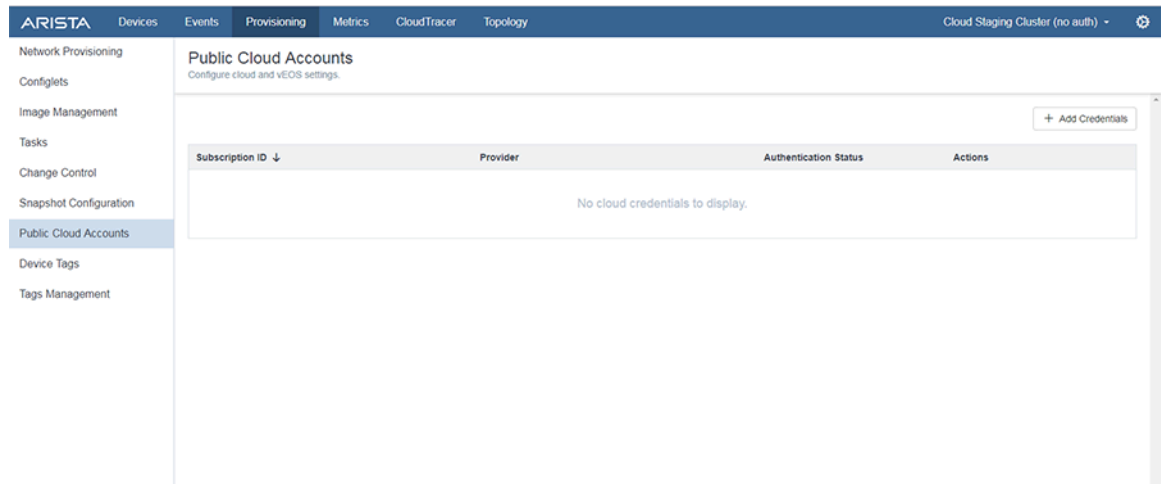 ARISTA Devices Events Provisioning Metrics CloudTracer Topology Cloud Staging Cluster (no auth)
Network Provisioning
Configlets
Image Management
Tasks
Change Control
Snapshot Configuration
Public Cloud Accounts
Device Tags
Tags Management
Public Cloud Accounts
Configure cloud and vEOS settings.
+ Add Credentials
Subscription ID ↓ Provider Authentication Status Actions
No cloud credentials to display.